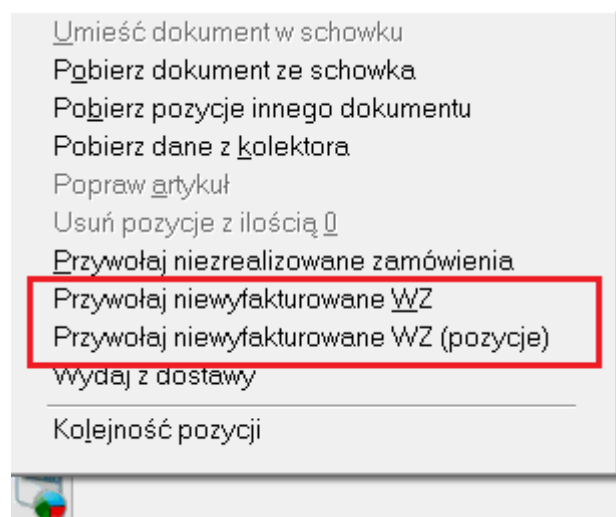 Umieść dokument w schowku
Pobierz dokument ze schowka
Pobierz pozycje innego dokumentu
Pobierz dane z kolektora
Popraw artykuł
Usuń pozycje z ilością 0
Przywołaj niezrealizowane zamówienia
Przywołaj niewyfakturowane WZ
Przywołaj niewyfakturowane WZ (pozycje)
Wydaj z dostawy
Kolejność pozycji